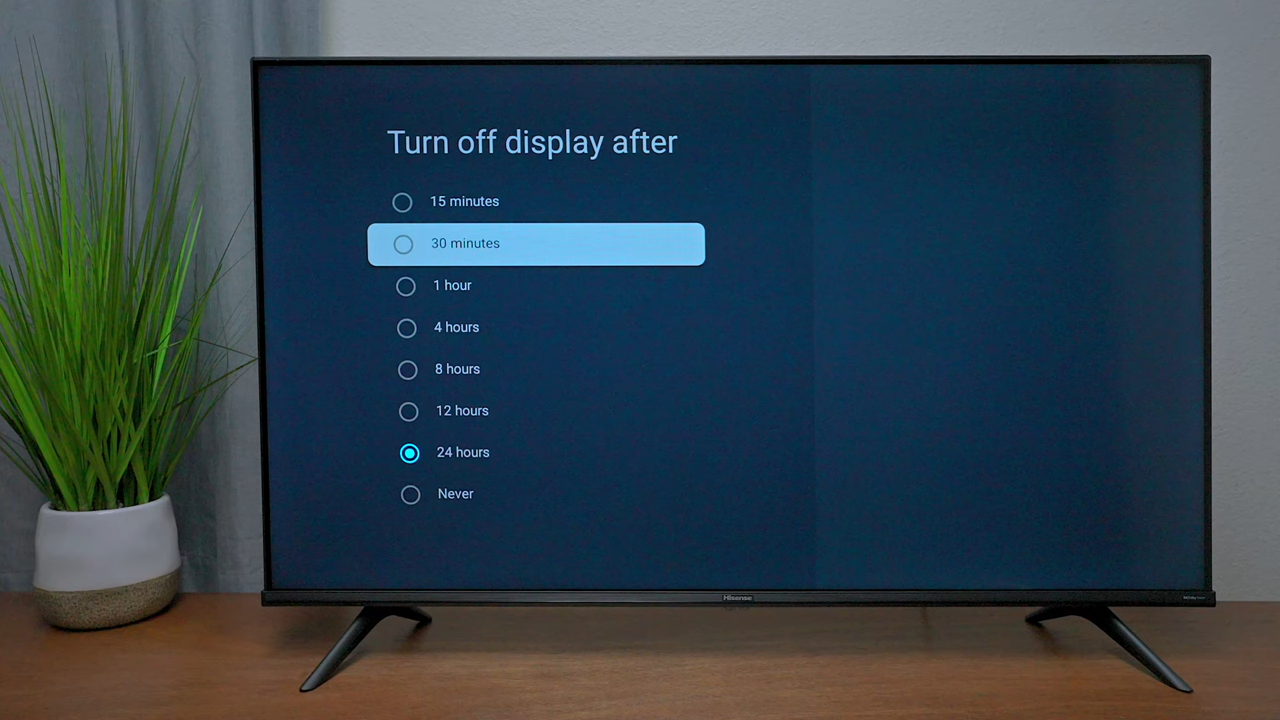 Turn off display after
15 minutes
30 minutes
1 hour
4 hours
8 hours
12 hours
24 hours
Never
Hisense